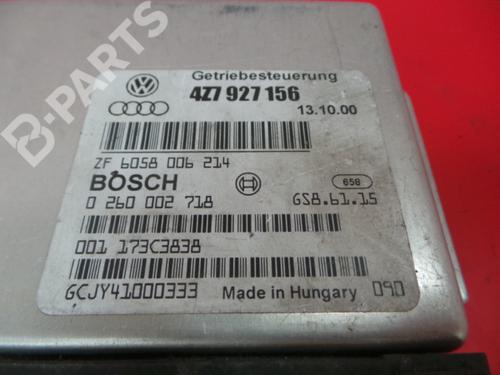 B-PARTS
Getriebesteuerung
4Z7 927 156
13.10.00
ZF 6058 006 214
BOSCH
658
0 260 002 718
GS8.61.15
001 173C3838
GCJY41000333
Made in Hungary
090